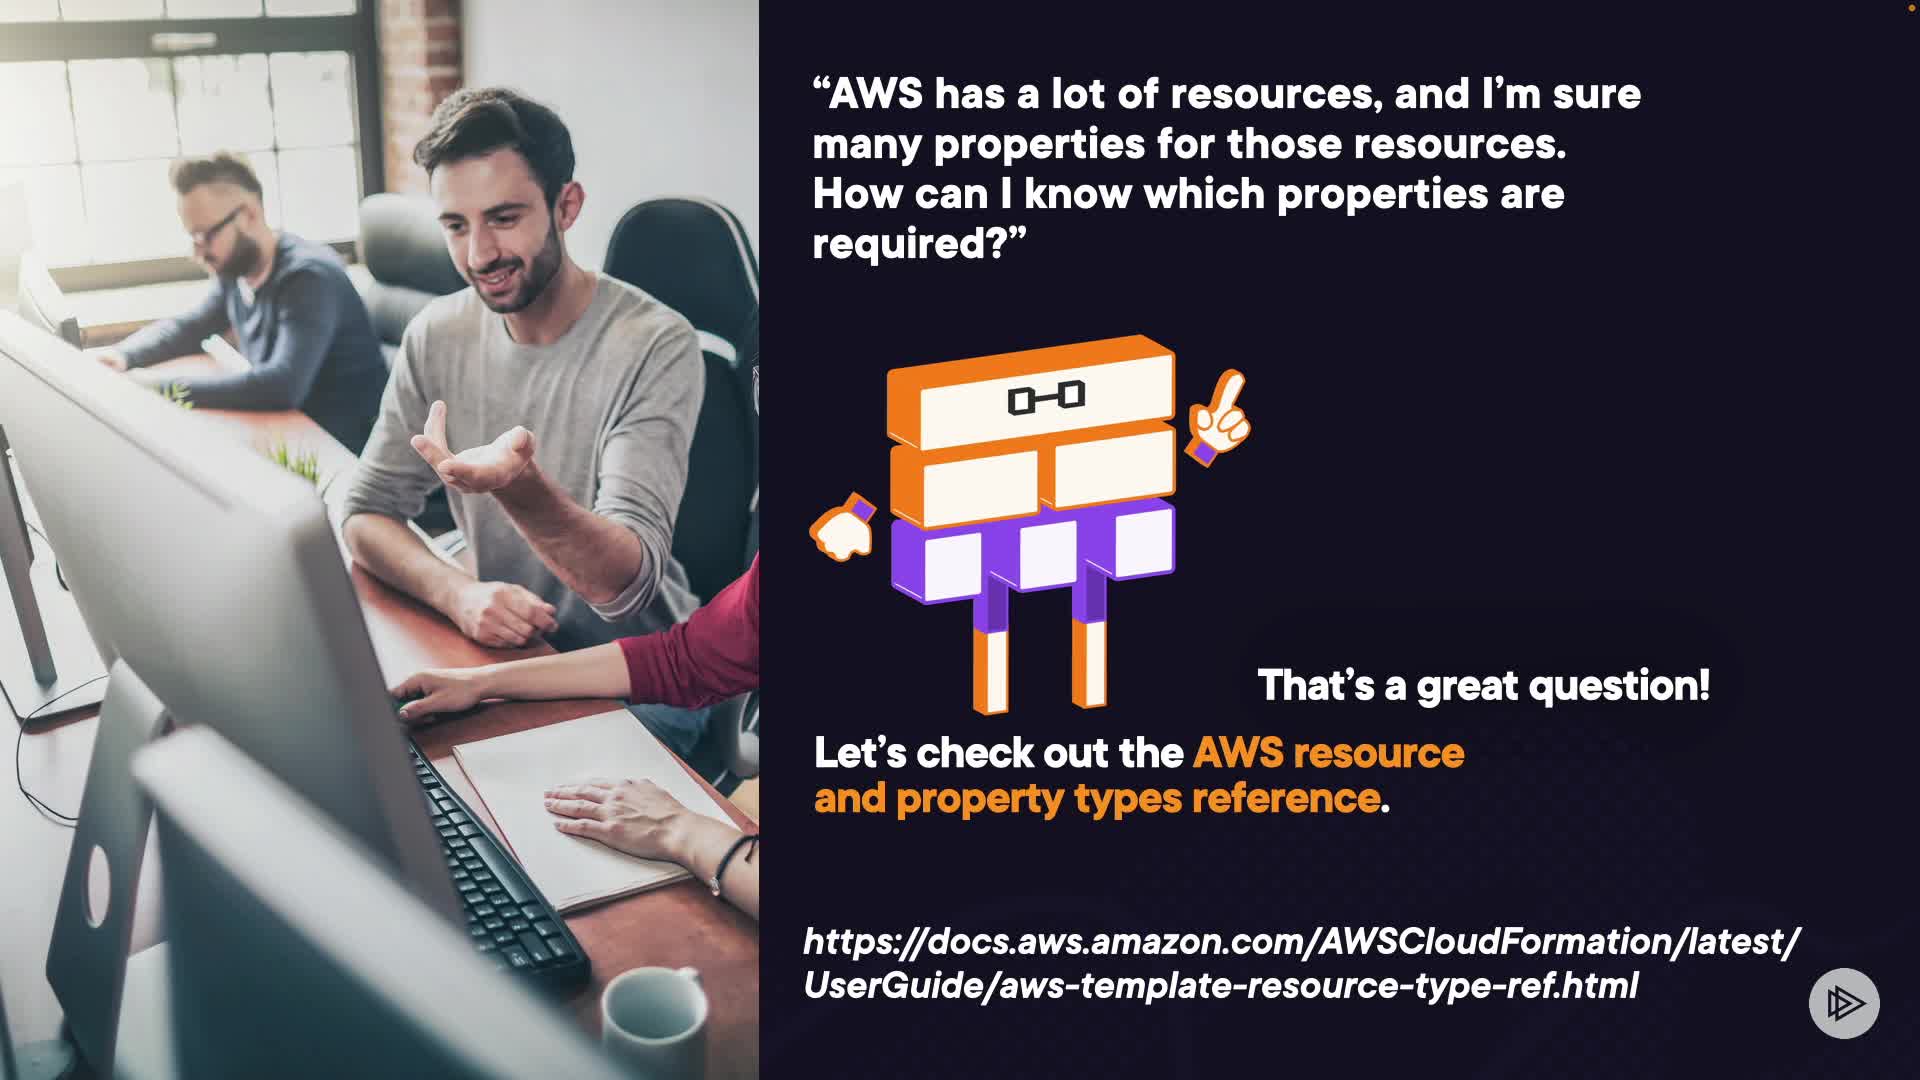 “AWS has a lot of resources, and I’m sure
many properties for those resources.
How can I know which properties are
required?”
That’s a great question!
Let’s check out the AWS resource
and property types reference.
https://docs.aws.amazon.com/AWSCloudFormation/latest/
UserGuide/aws-template-resource-type-ref.html